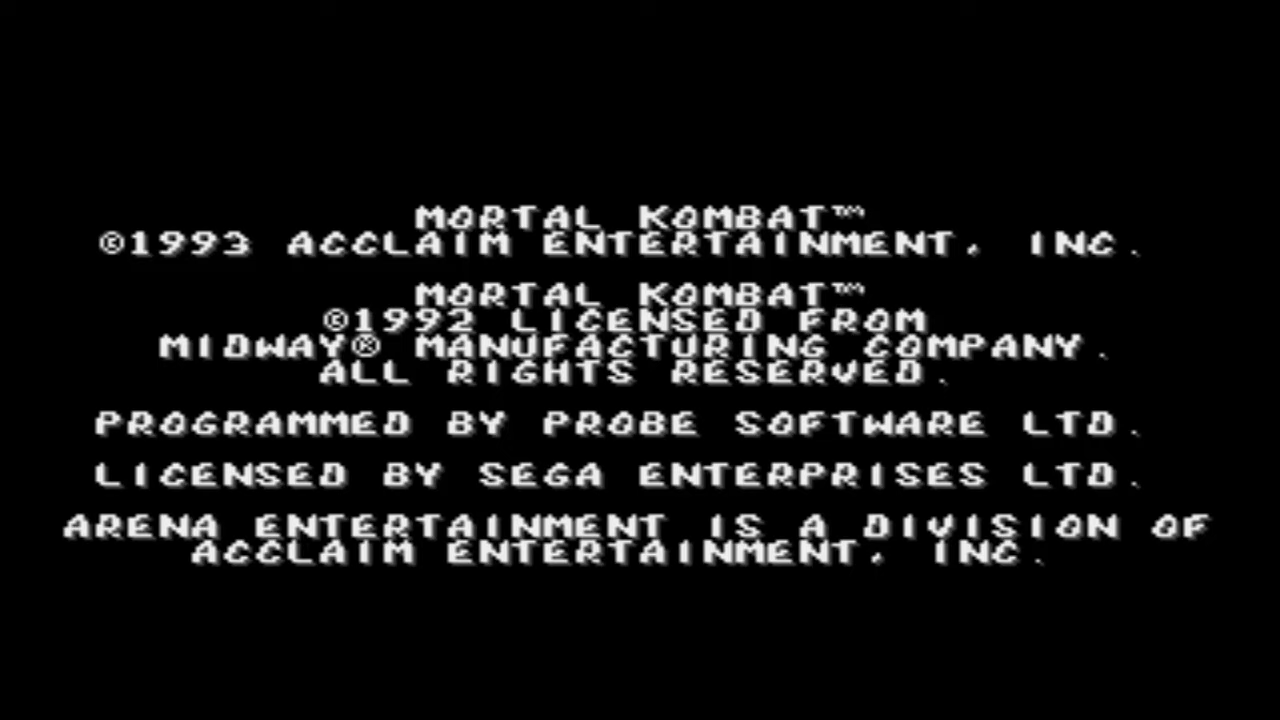 MORTAL KOMBAT™
©1993 ACCLAIM ENTERTAINMENT, INC.
MORTAL KOMBAT™
©1992 LICENSED FROM
MIDWAY® MANUFACTURING COMPANY.
ALL RIGHTS RESERVED.
PROGRAMMED BY PROBE SOFTWARE LTD.
LICENSED BY SEGA ENTERPRISES LTD.
ARENA ENTERTAINMENT IS A DIVISION OF
ACCLAIM ENTERTAINMENT, INC.